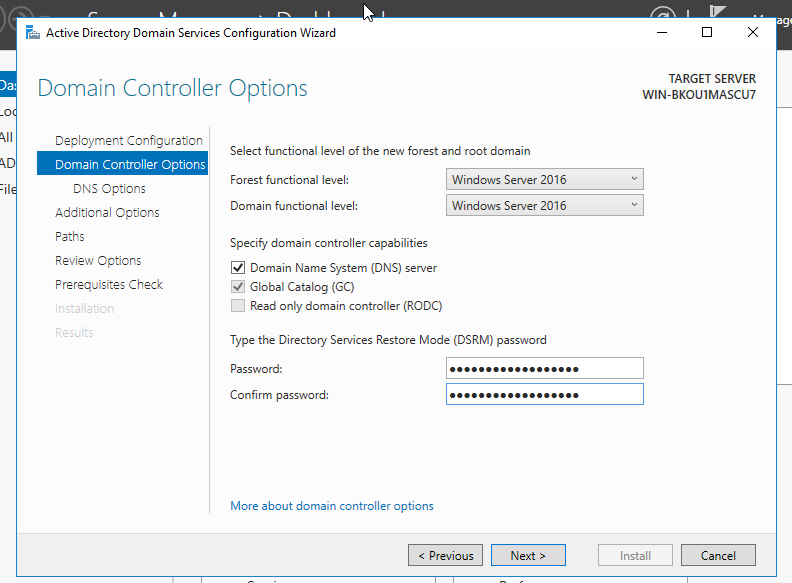 Active Directory Domain Services Configuration Wizard
Domain Controller Options
TARGET SERVER
WIN-BKOU1MASCU7
Deployment Configuration
Domain Controller Options
DNS Options
Additional Options
Paths
Review Options
Prerequisites Check
Installation
Results
Select functional level of the new forest and root domain
Forest functional level: Windows Server 2016
Domain functional level: Windows Server 2016
Specify domain controller capabilities
Domain Name System (DNS) server
Global Catalog (GC)
Read only domain controller (RODC)
Type the Directory Services Restore Mode (DSRM) password
Password: ••••••••••••••••••
Confirm password: ••••••••••••••••••
More about domain controller options
< Previous Next > Install Cancel